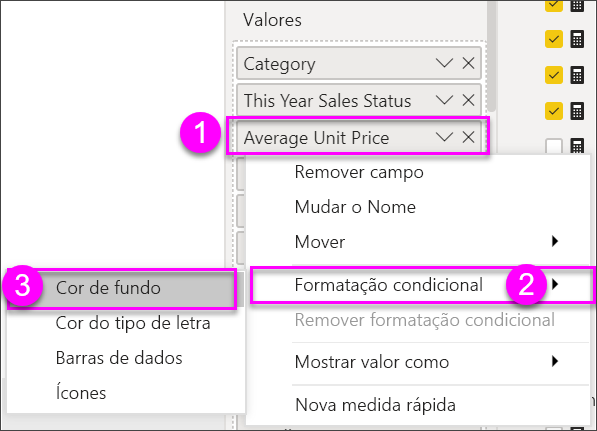 Valores
Category
This Year Sales Status
1
Average Unit Price
Remover campo
Mudar o Nome
Mover
Formatação condicional
2
Remover formatação condicional
Mostrar valor como
Nova medida rápida
3
Cor de fundo
Cor do tipo de letra
Barras de dados
Ícones